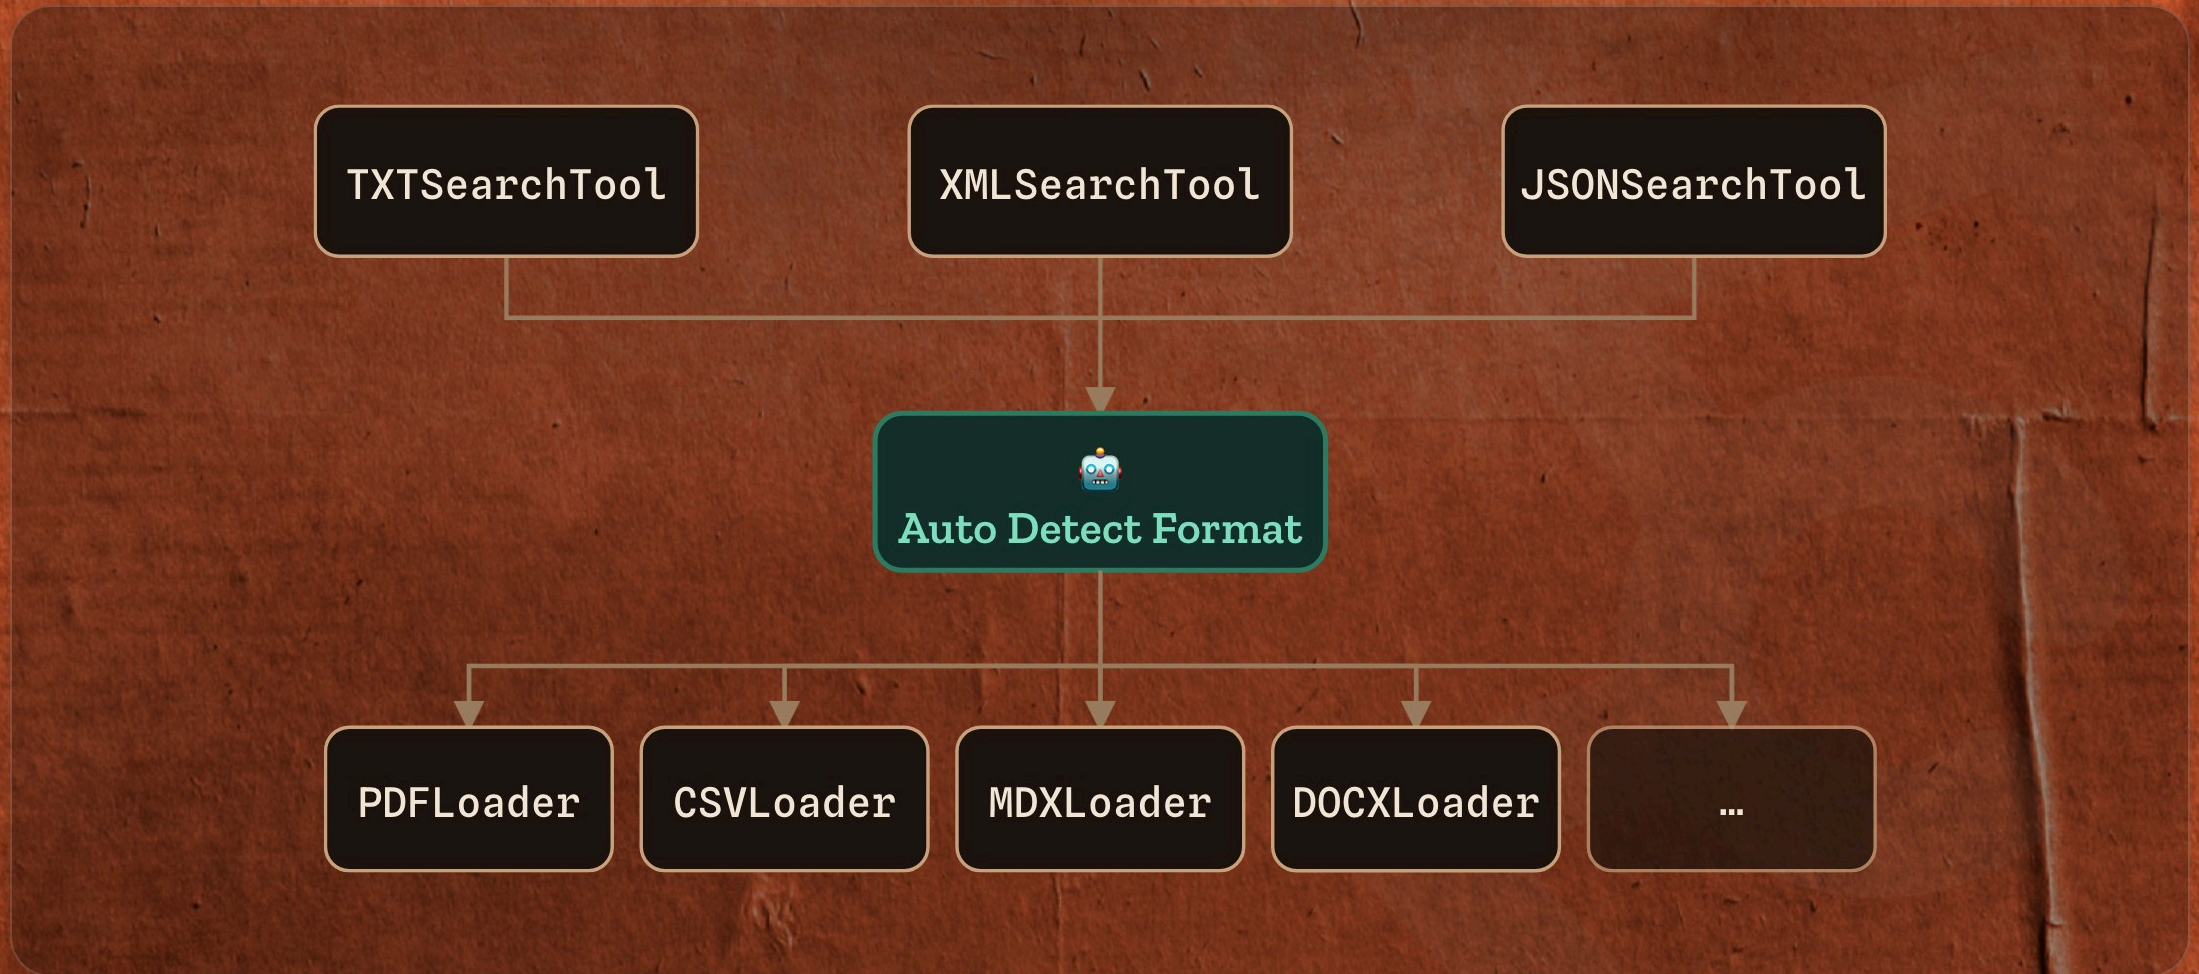 TXTSearchTool
XMLSearchTool
JSONSearchTool
Auto Detect Format
PDFLoader
CSVLoader
MDXLoader
DOCXLoader
…